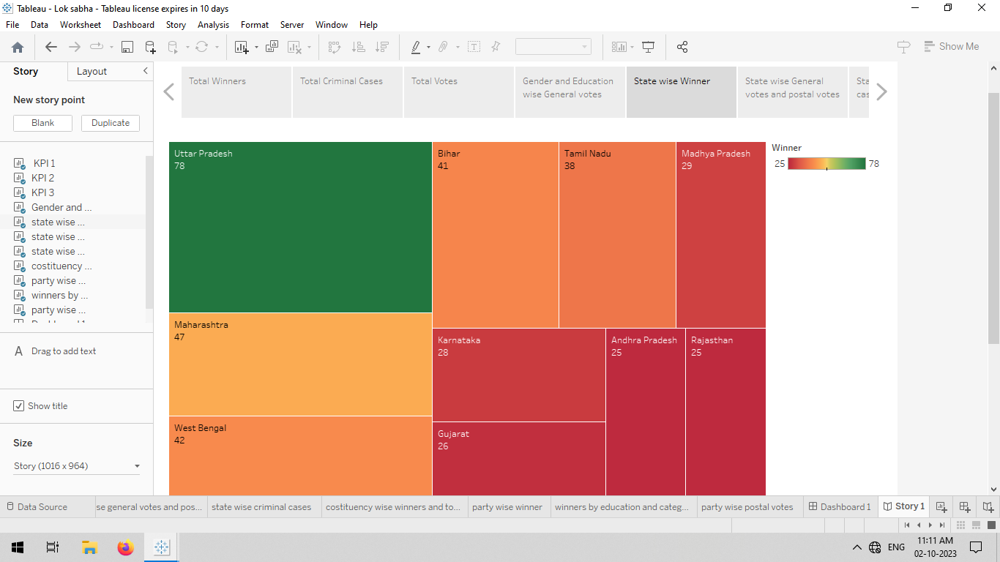 Tableau - Lok sabha - Tableau license expires in 10 days
File Data Worksheet Dashboard Story Analysis Format Server Window Help
Show Me
Story Layout
New story point
Blank Duplicate
KPI 1
KPI 2
KPI 3
Gender and ...
state wise ...
state wise ...
state wise ...
costituency ...
party wise ...
winners by ...
party wise ...
A Drag to add text
Show title
Size
Story (1016 x 964)
Total Winners
Total Criminal Cases
Total Votes
Gender and Education
wise General votes
State wise Winner
State wise General
votes and postal votes
Sta
cas
Uttar Pradesh
78
Maharashtra
47
West Bengal
42
Bihar
41
Tamil Nadu
38
Madhya Pradesh
29
Karnataka
28
Gujarat
26
Andhra Pradesh
25
Rajasthan
25
Winner
25 78
Data Source se general votes and pos... state wise criminal cases costituency wise winners and to... party wise winner winners by education and categ... party wise postal votes Dashboard 1 Story 1
ENG
11:11 AM
02-10-2023